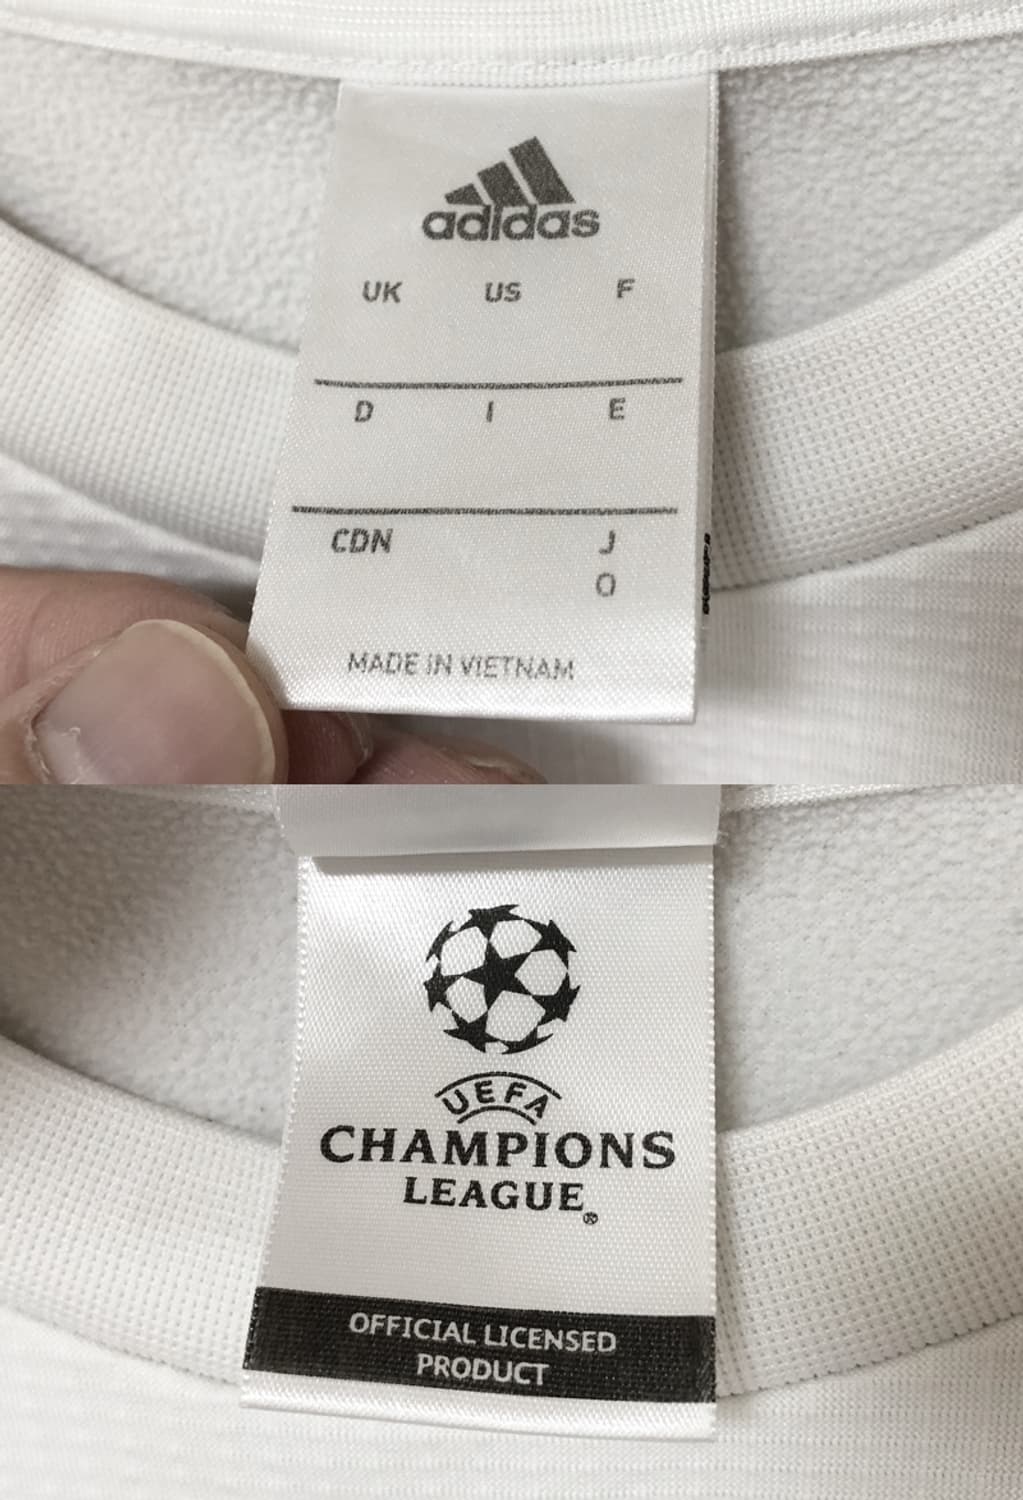 adidas
UK US F
D I E
CDN J
O
MADE IN VIETNAM
UEFA
CHAMPIONS
LEAGUE®
OFFICIAL LICENSED
PRODUCT